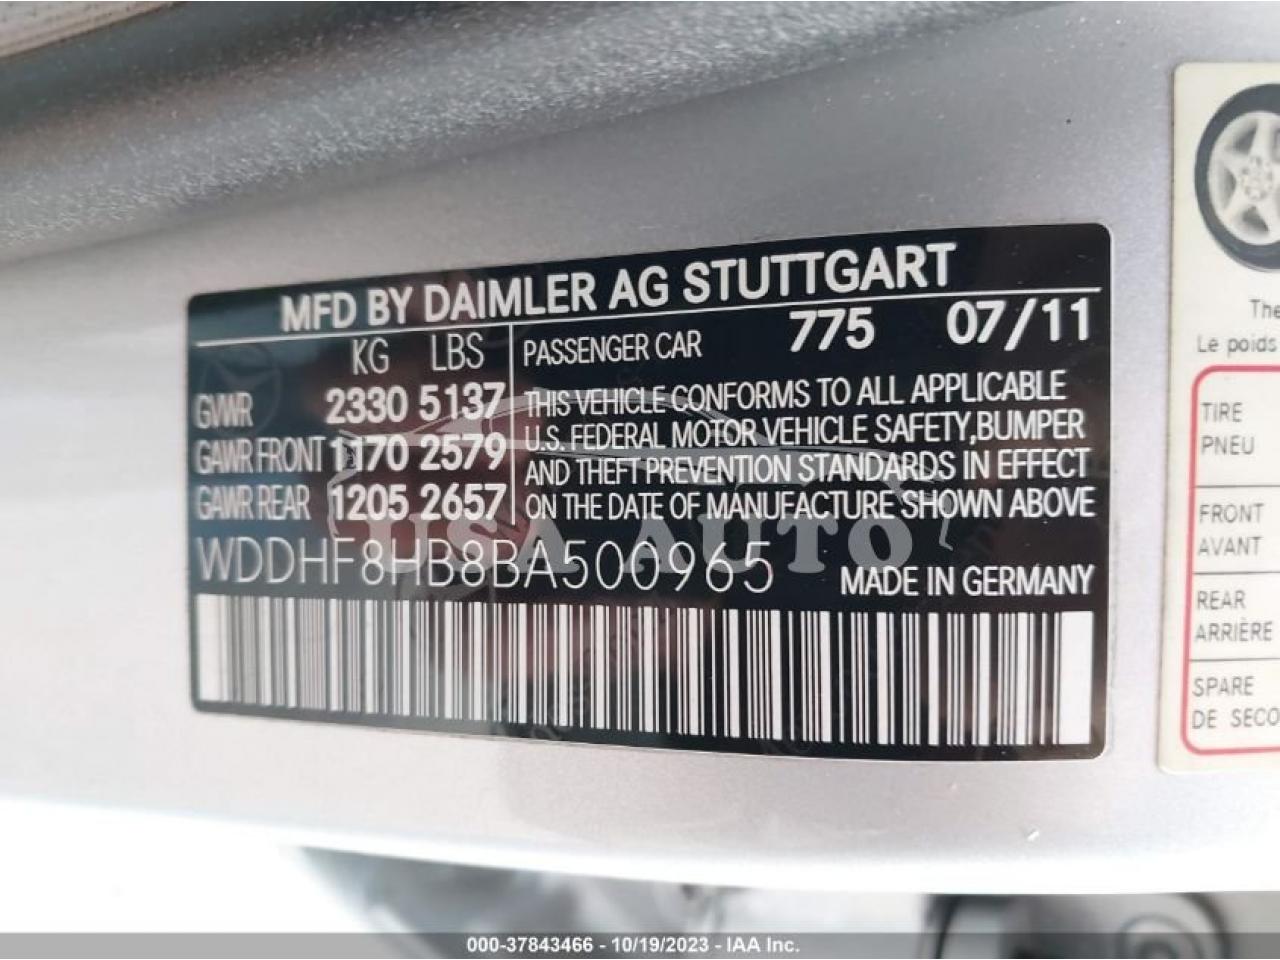 MFD BY DAIMLER AG STUTTGART
KG LBS
GVWR 2330 5137
GAWR FRONT 1170 2579
GAWR REAR 1205 2657
PASSENGER CAR 775 07/11
THIS VEHICLE CONFORMS TO ALL APPLICABLE
U.S. FEDERAL MOTOR VEHICLE SAFETY, BUMPER
AND THEFT PREVENTION STANDARDS IN EFFECT
ON THE DATE OF MANUFACTURE SHOWN ABOVE
WDDHF8HB8BA500965 MADE IN GERMANY
USA AUTO
The
Le poids
TIRE
PNEU
FRONT
AVANT
REAR
ARRIÈRE
SPARE
DE SECO
000-37843466 - 10/19/2023 - IAA Inc.